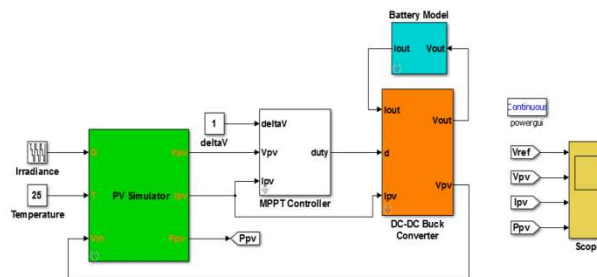 Battery Model
Iout
Vout
Continuous
powergui
1
deltaV
deltaV
Vpv
Ipv
duty
MPPT Controller
Iout
Vout
d
Ipv
Vpv
DC-DC Buck
Converter
Irradiance
25
Temperature
G
T
Vin
PV Simulator
Vpv
Ipv
Ppv
Ppv
Vref
Vpv
Ipv
Ppv
Scop